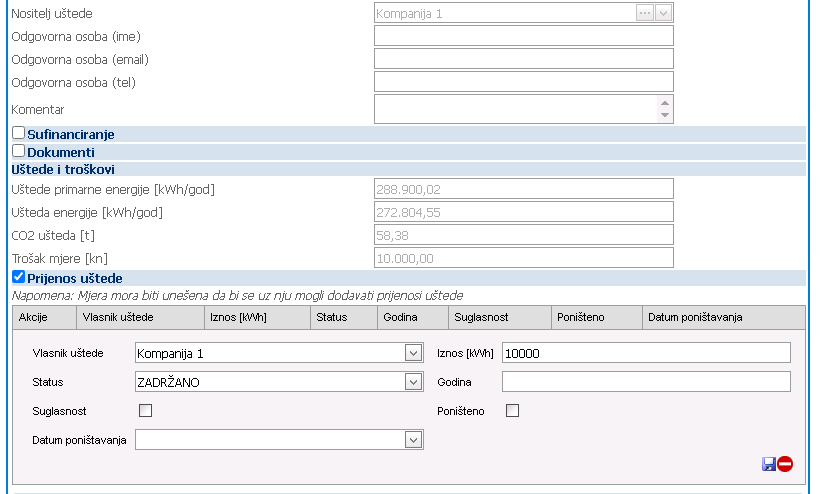 Nositelj uštede Kompanija 1
Odgovorna osoba (ime)
Odgovorna osoba (email)
Odgovorna osoba (tel)
Komentar
Sufinanciranje
Dokumenti
Uštede i troškovi
Uštede primarne energije [kWh/god] 288.900,02
Ušteda energije [kWh/god] 272.804,55
CO2 ušteda [t] 58,38
Trošak mjere [kn] 10.000,00
Prijenos uštede
Napomena: Mjera mora biti unešena da bi se uz nju mogli dodavati prijenosi uštede
Akcije Vlasnik uštede Iznos [kWh] Status Godina Suglasnost Poništeno Datum poništavanja
Vlasnik uštede Kompanija 1 Iznos [kWh] 10000
Status ZADRŽANO Godina
Suglasnost Poništeno
Datum poništavanja